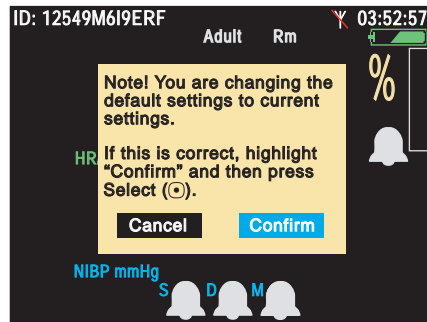 ID: 12549M6I9ERF 03:52:57
Adult Rm
%
Note! You are changing the
default settings to current
settings.
If this is correct, highlight
“Confirm” and then press
Select (⊙).
HR
Cancel Confirm
NIBP mmHg
S D M